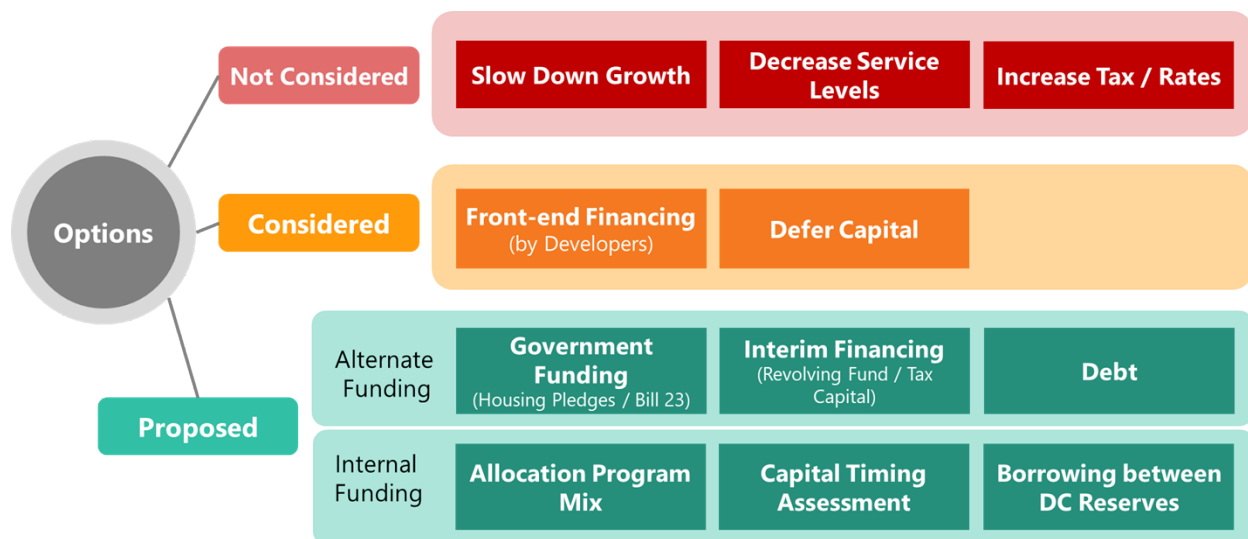 Options
Not Considered
Slow Down Growth
Decrease Service
Levels
Increase Tax / Rates
Considered
Front-end Financing
(by Developers)
Defer Capital
Proposed
Alternate
Funding
Government
Funding
(Housing Pledges / Bill 23)
Interim Financing
(Revolving Fund / Tax
Capital)
Debt
Internal
Funding
Allocation Program
Mix
Capital Timing
Assessment
Borrowing between
DC Reserves